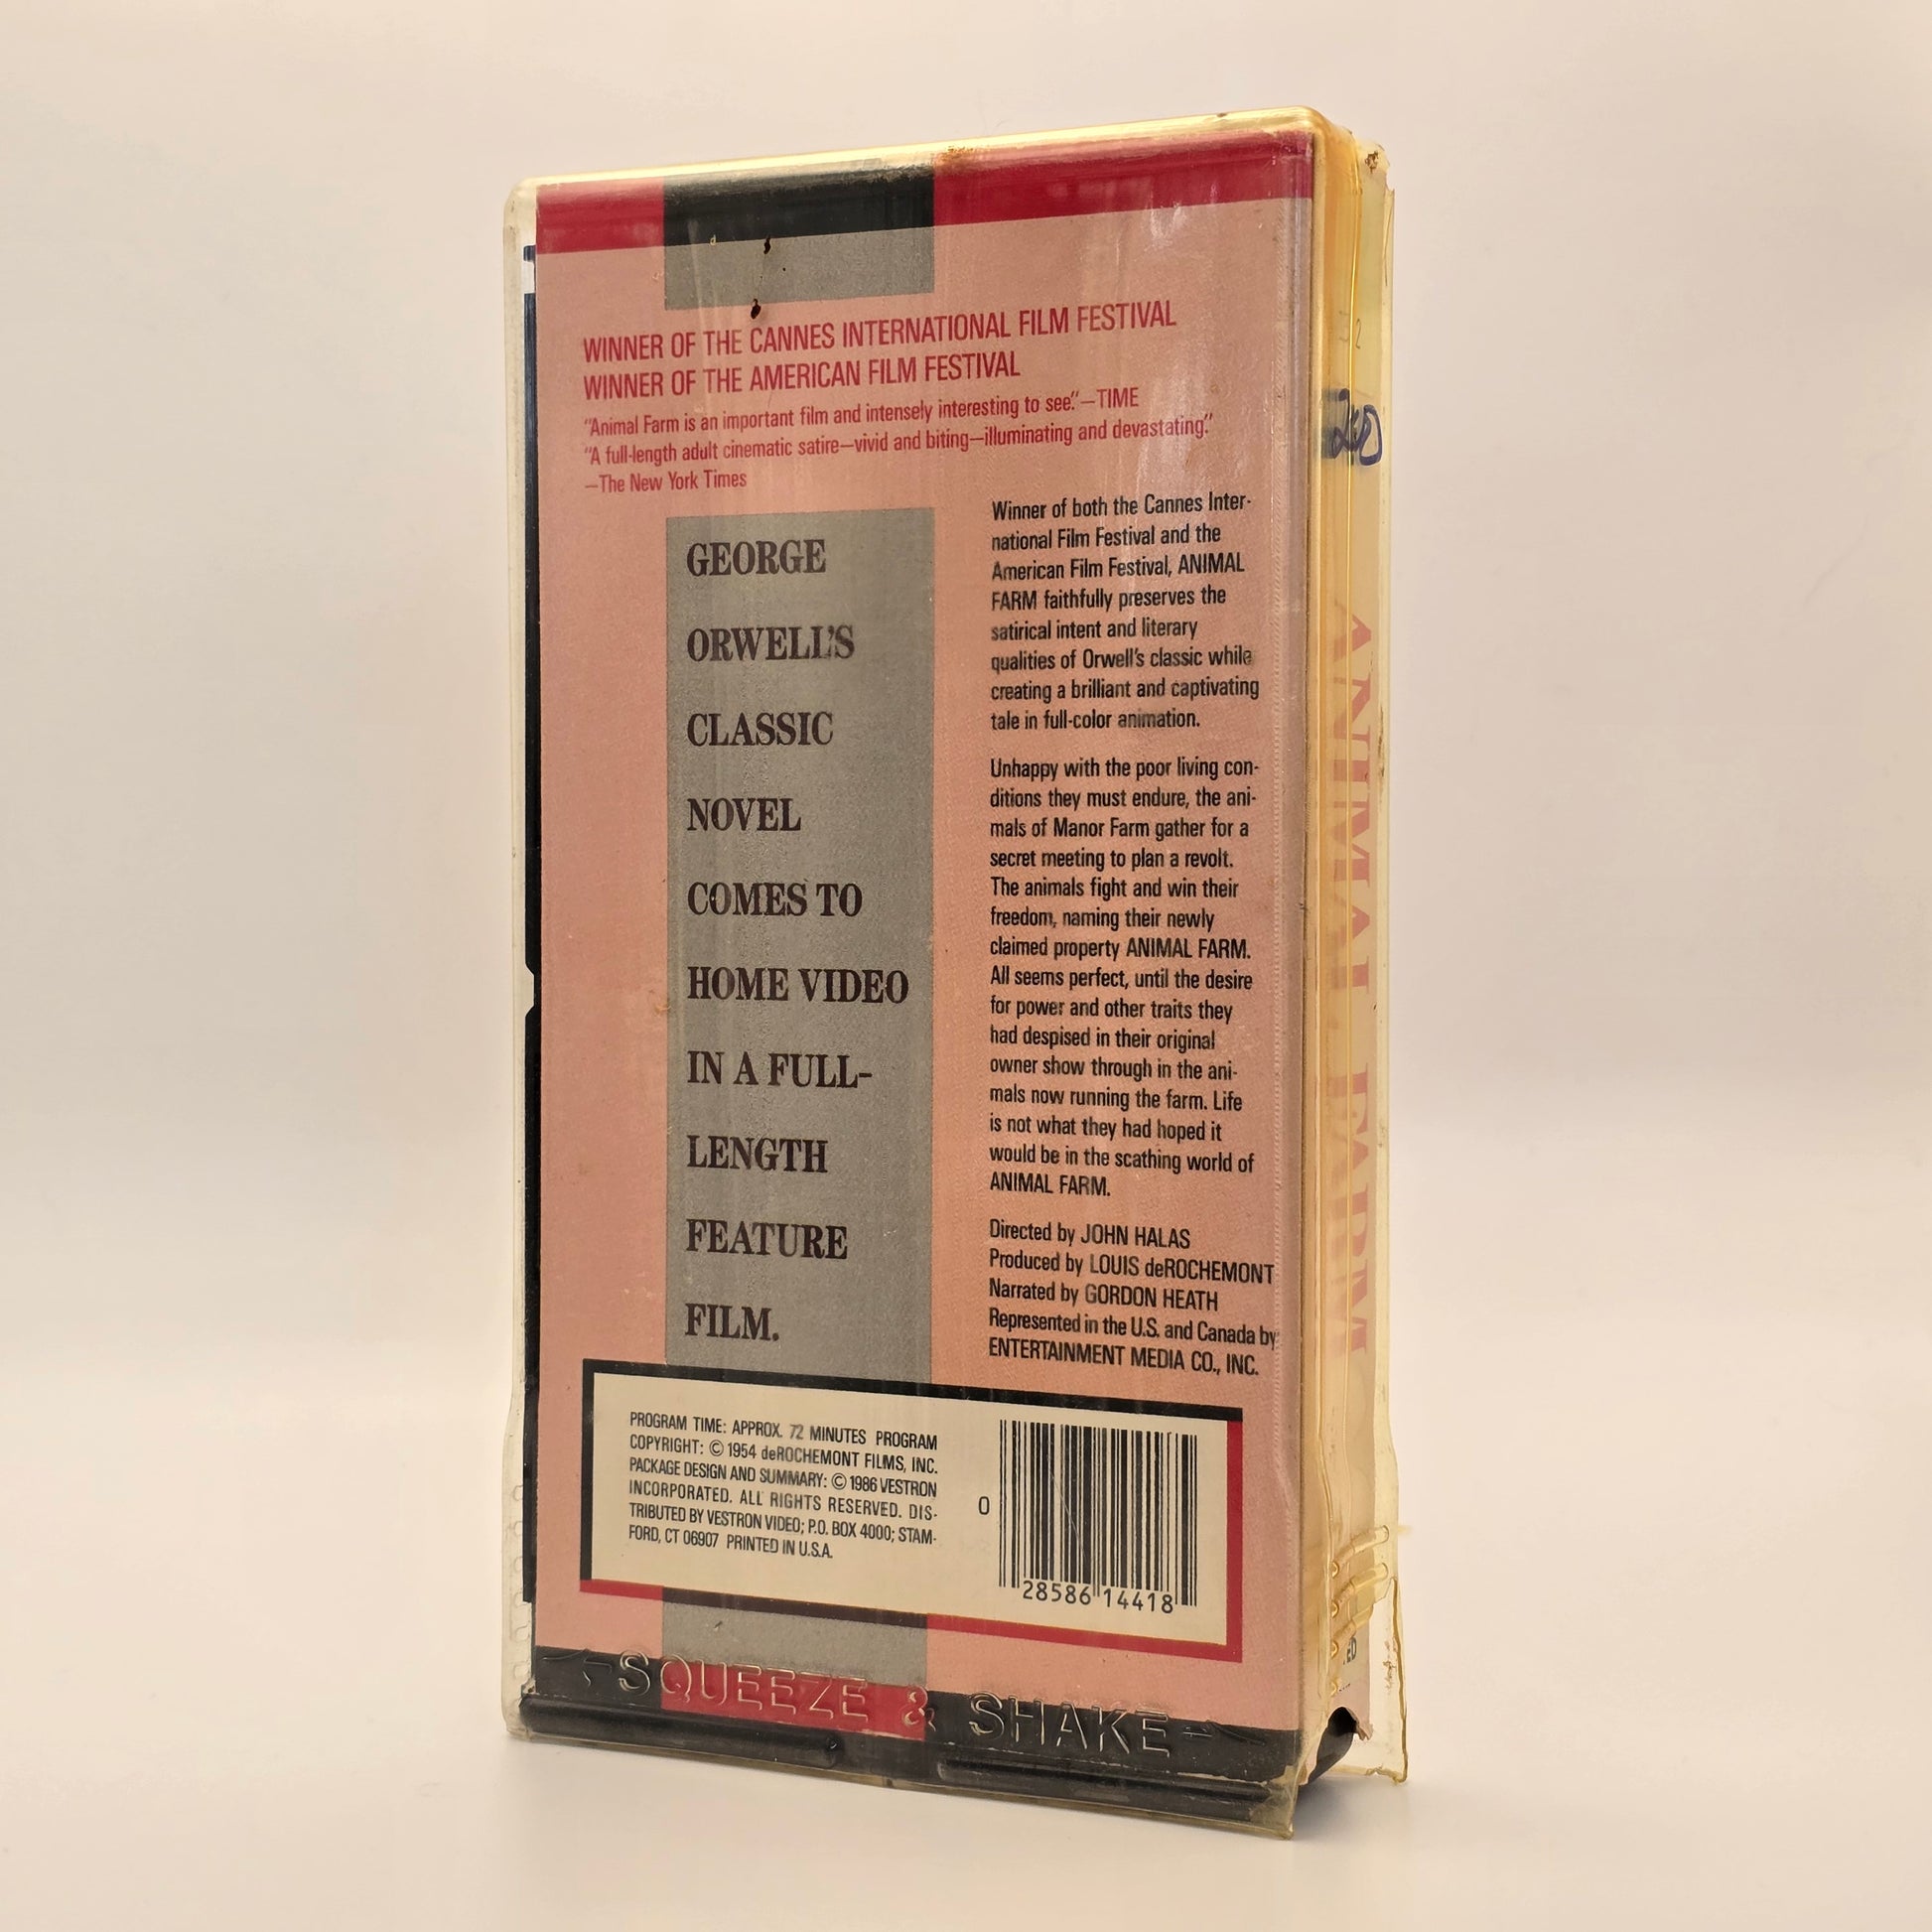 WINNER OF THE CANNES INTERNATIONAL FILM FESTIVAL
WINNER OF THE AMERICAN FILM FESTIVAL
“Animal Farm is an important film and intensely interesting to see.”—TIME
“A full-length adult cinematic satire—vivid and biting—illuminating and devastating.”
—The New York Times
GEORGE
ORWELL'S
CLASSIC
NOVEL
COMES TO
HOME VIDEO
IN A FULL-
LENGTH
FEATURE
FILM.
Winner of both the Cannes Inter-
national Film Festival and the
American Film Festival, ANIMAL
FARM faithfully preserves the
satirical intent and literary
qualities of Orwell's classic while
creating a brilliant and captivating
tale in full-color animation.
Unhappy with the poor living con-
ditions they must endure, the ani-
mals of Manor Farm gather for a
secret meeting to plan a revolt.
The animals fight and win their
freedom, naming their newly
claimed property ANIMAL FARM.
All seems perfect, until the desire
for power and other traits they
had despised in their original
owner show through in the ani-
mals now running the farm. Life
is not what they had hoped it
would be in the scathing world of
ANIMAL FARM.
Directed by JOHN HALAS
Produced by LOUIS deROCHEMONT
Narrated by GORDON HEATH
Represented in the U.S. and Canada by
ENTERTAINMENT MEDIA CO., INC.
PROGRAM TIME: APPROX. 72 MINUTES PROGRAM
COPYRIGHT: © 1954 deROCHEMONT FILMS, INC.
PACKAGE DESIGN AND SUMMARY: © 1986 VESTRON
INCORPORATED. ALL RIGHTS RESERVED. DIS-
TRIBUTED BY VESTRON VIDEO; P.O. BOX 4000; STAM-
FORD, CT 06907 PRINTED IN U.S.A.
0 28586 14418
SQUEEZE & SHAKE
ANIMAL FARM